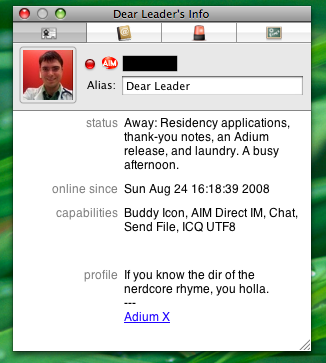 Dear Leader's Info
AIM
Alias: Dear Leader
status Away: Residency applications,
thank-you notes, an Adium
release, and laundry. A busy
afternoon.
online since Sun Aug 24 16:18:39 2008
capabilities Buddy Icon, AIM Direct IM, Chat,
Send File, ICQ UTF8
profile If you know the dir of the
nerdcore rhyme, you holla.
---
Adium X